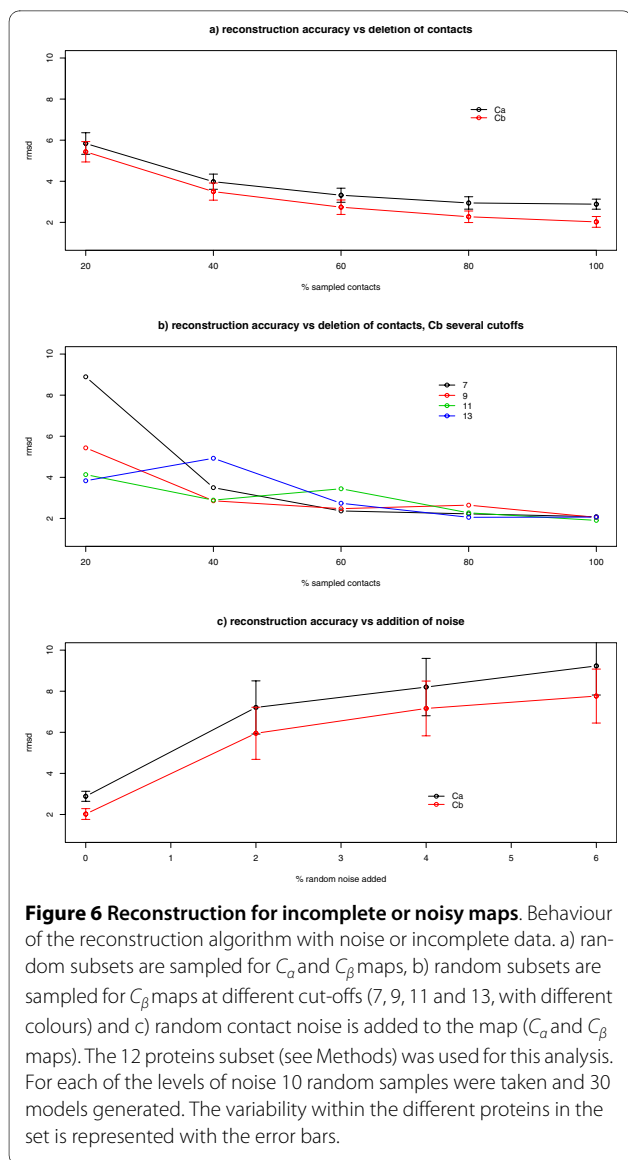 a) reconstruction accuracy vs deletion of contacts
10
8
6
4
2
rmsd
Ca
Cb
20 40 60 80 100
% sampled contacts
b) reconstruction accuracy vs deletion of contacts, Cb several cutoffs
10
8
6
4
2
rmsd
7
9
11
13
20 40 60 80 100
% sampled contacts
c) reconstruction accuracy vs addition of noise
10
8
6
4
2
rmsd
Ca
Cb
0 1 2 3 4 5 6
% random noise added
Figure 6 Reconstruction for incomplete or noisy maps. Behaviour
of the reconstruction algorithm with noise or incomplete data. a) ran-
dom subsets are sampled for Cα and Cβ maps, b) random subsets are
sampled for Cβ maps at different cut-offs (7, 9, 11 and 13, with different
colours) and c) random contact noise is added to the map (Cα and Cβ
maps). The 12 proteins subset (see Methods) was used for this analysis.
For each of the levels of noise 10 random samples were taken and 30
models generated. The variability within the different proteins in the
set is represented with the error bars.